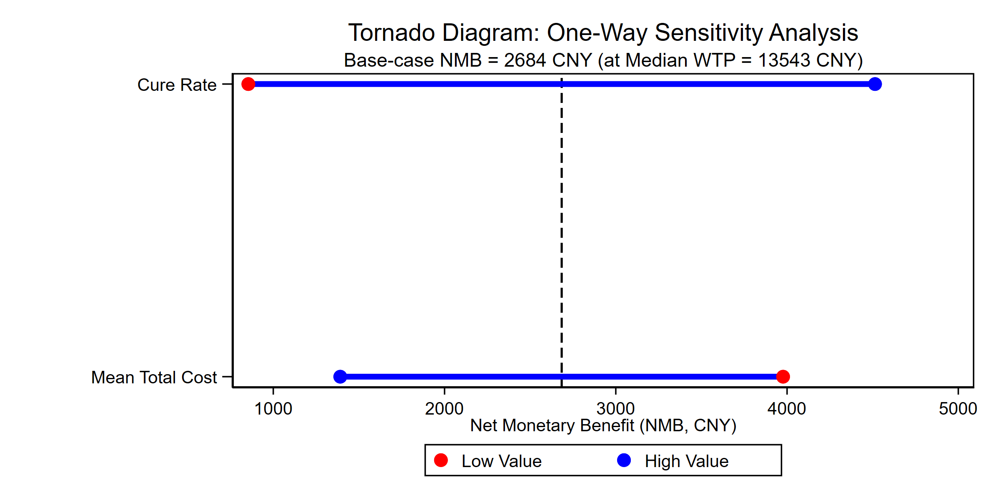 Tornado Diagram: One-Way Sensitivity Analysis
Base-case NMB = 2684 CNY (at Median WTP = 13543 CNY)
Cure Rate
Mean Total Cost
1000 2000 3000 4000 5000
Net Monetary Benefit (NMB, CNY)
Low Value High Value